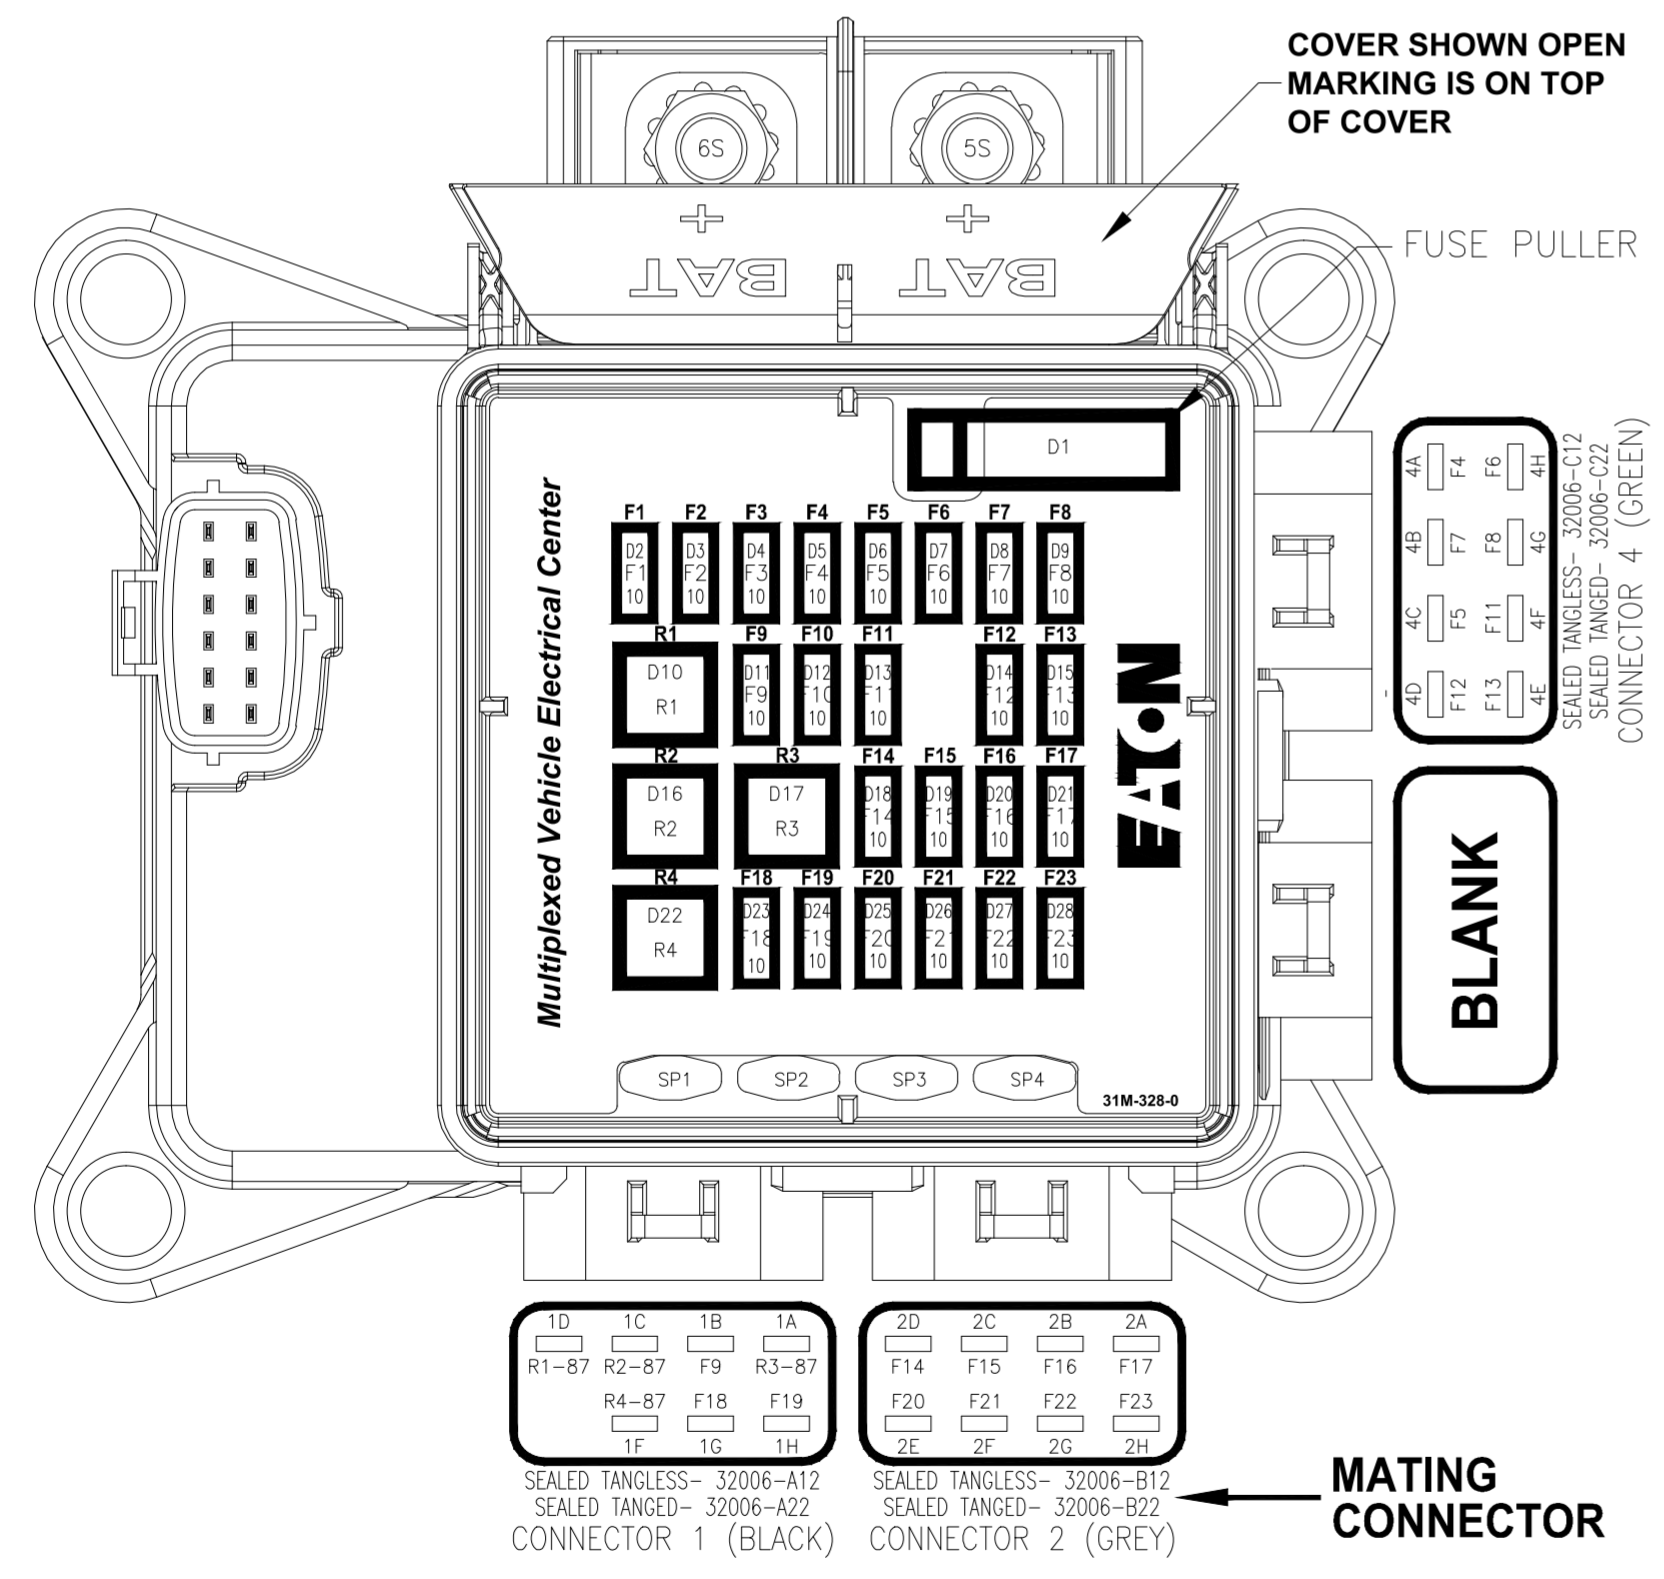 COVER SHOWN OPEN
MARKING IS ON TOP
OF COVER
6S
5S
+
+
BAT
BAT
FUSE PULLER
D1
Multiplexed Vehicle Electrical Center
F1 F2 F3 F4 F5 F6 F7 F8
D2 D3 D4 D5 D6 D7 D8 D9
F1 F2 F3 F4 F5 F6 F7 F8
10 10 10 10 10 10 10 10
R1 F9 F10 F11 F12 F13
D10 D11 D12 D13 D14 D15
R1 F9 F10 F11 F12 F13
10 10 10 10 10
R2 R3 F14 F15 F16 F17
D16 D17 D18 D19 D20 D21
R2 R3 F14 F15 F16 F17
10 10 10 10
R4 F18 F19 F20 F21 F22 F23
D22 D23 D24 D25 D26 D27 D28
R4 F18 F19 F20 F21 F22 F23
10 10 10 10 10 10
EATON
SP1 SP2 SP3 SP4
31M-328-0
4A F4 F6 4H
4B F7 F8 4G
4C F5 F11 4F
4D F12 F13 4E
SEALED TANGLESS- 32006-C12
SEALED TANGED- 32006-C22
CONNECTOR 4 (GREEN)
BLANK
1D 1C 1B 1A
R1-87 R2-87 F9 R3-87
R4-87 F18 F19
1F 1G 1H
SEALED TANGLESS- 32006-A12
SEALED TANGED- 32006-A22
CONNECTOR 1 (BLACK)
2D 2C 2B 2A
F14 F15 F16 F17
F20 F21 F22 F23
2E 2F 2G 2H
SEALED TANGLESS- 32006-B12
SEALED TANGED- 32006-B22
CONNECTOR 2 (GREY)
MATING
CONNECTOR